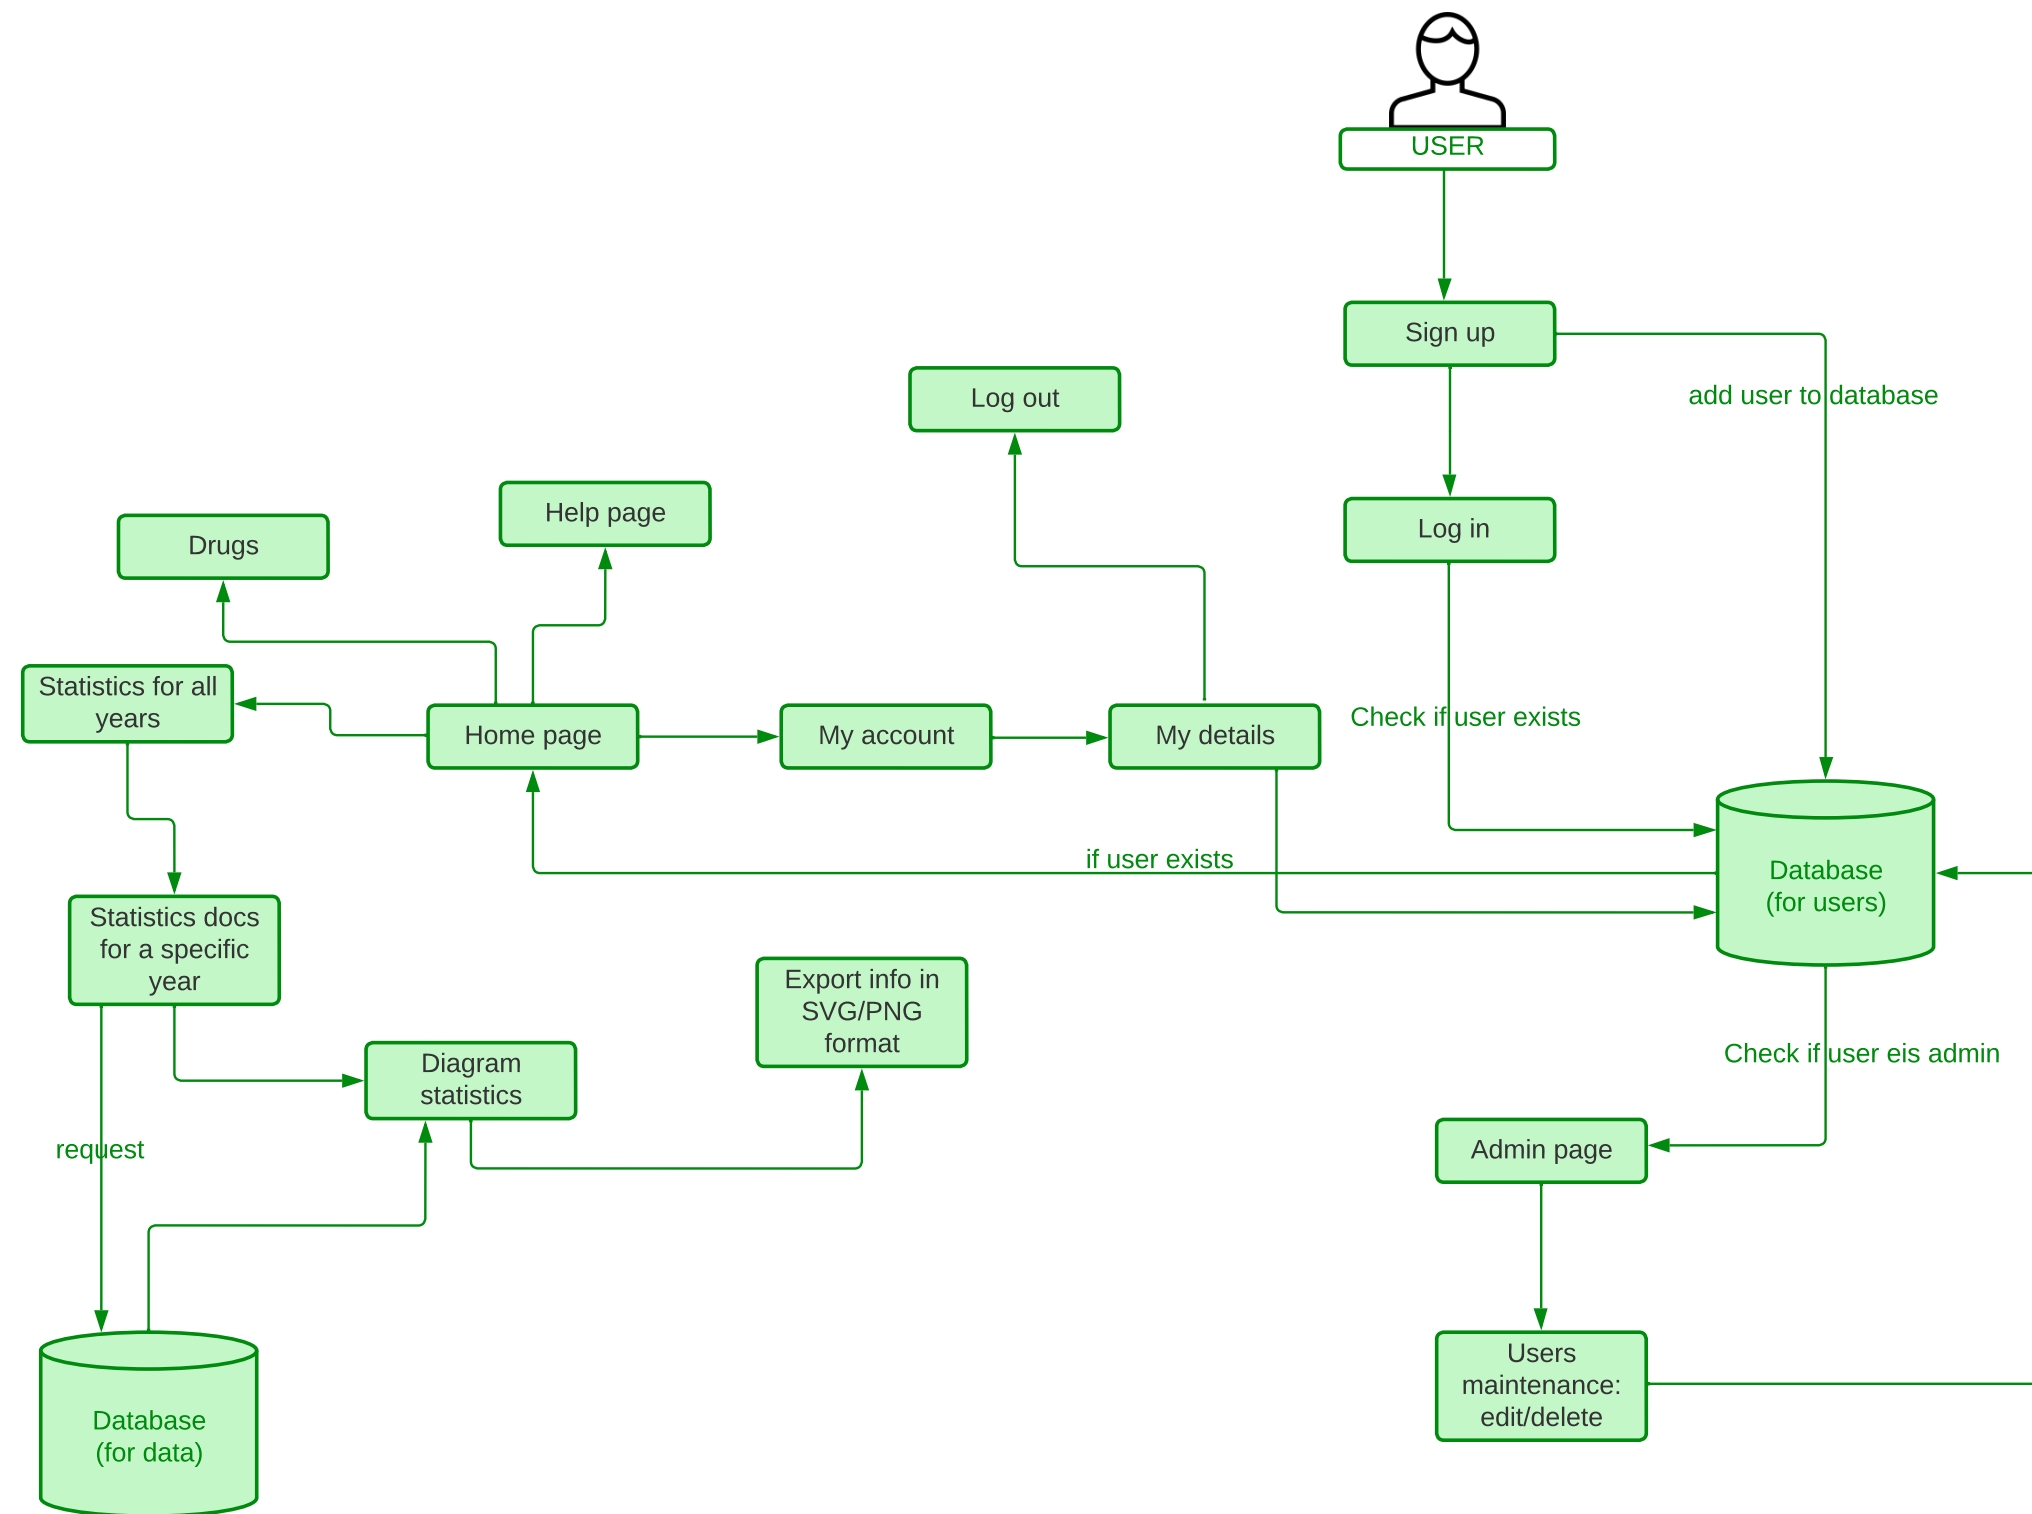 USER
Sign up
add user to database
Log out
Log in
Help page
Drugs
Statistics for all
years
Home page
My account
My details
Check if user exists
if user exists
Database
(for users)
Statistics docs
for a specific
year
Export info in
SVG/PNG
format
Diagram
statistics
Check if user eis admin
request
Admin page
Users
maintenance:
edit/delete
Database
(for data)